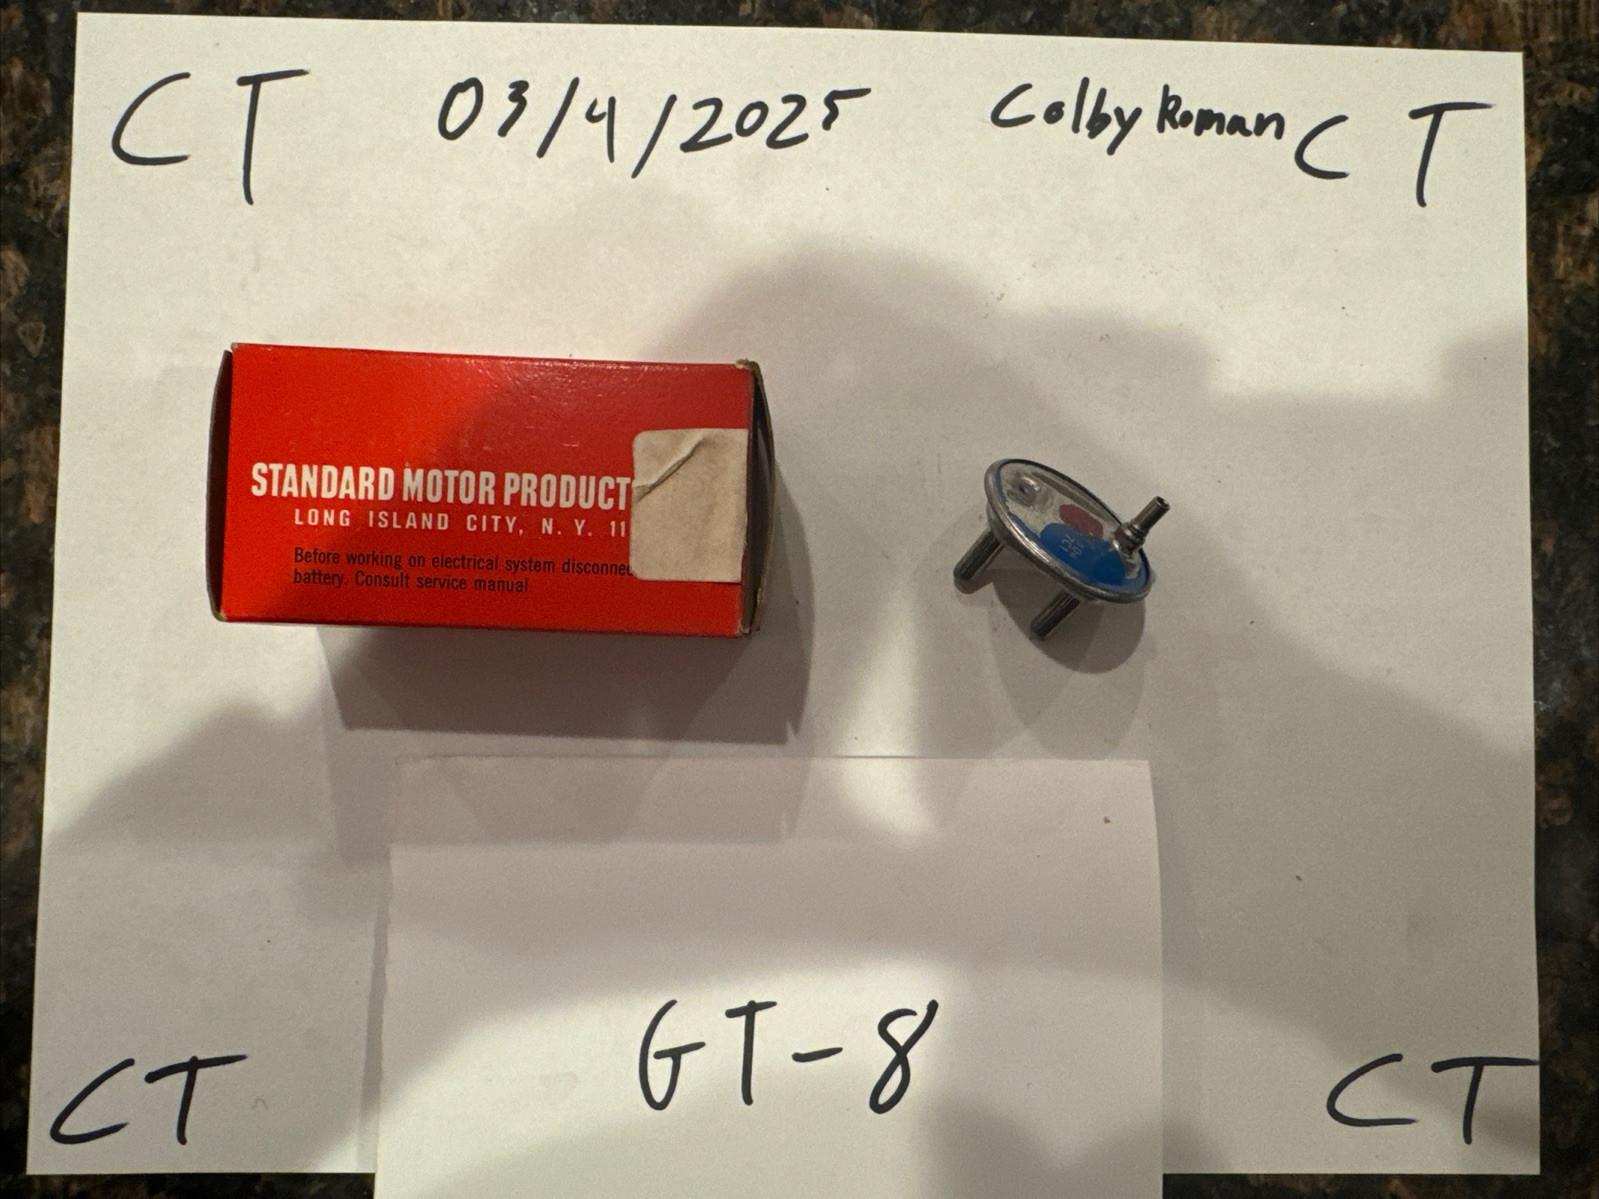 CT 03/4/2025 Colby Roman CT
STANDARD MOTOR PRODUCT
LONG ISLAND CITY, N. Y. 11
Before working on electrical system disconnec
battery. Consult service manual.
GT-8
CT CT